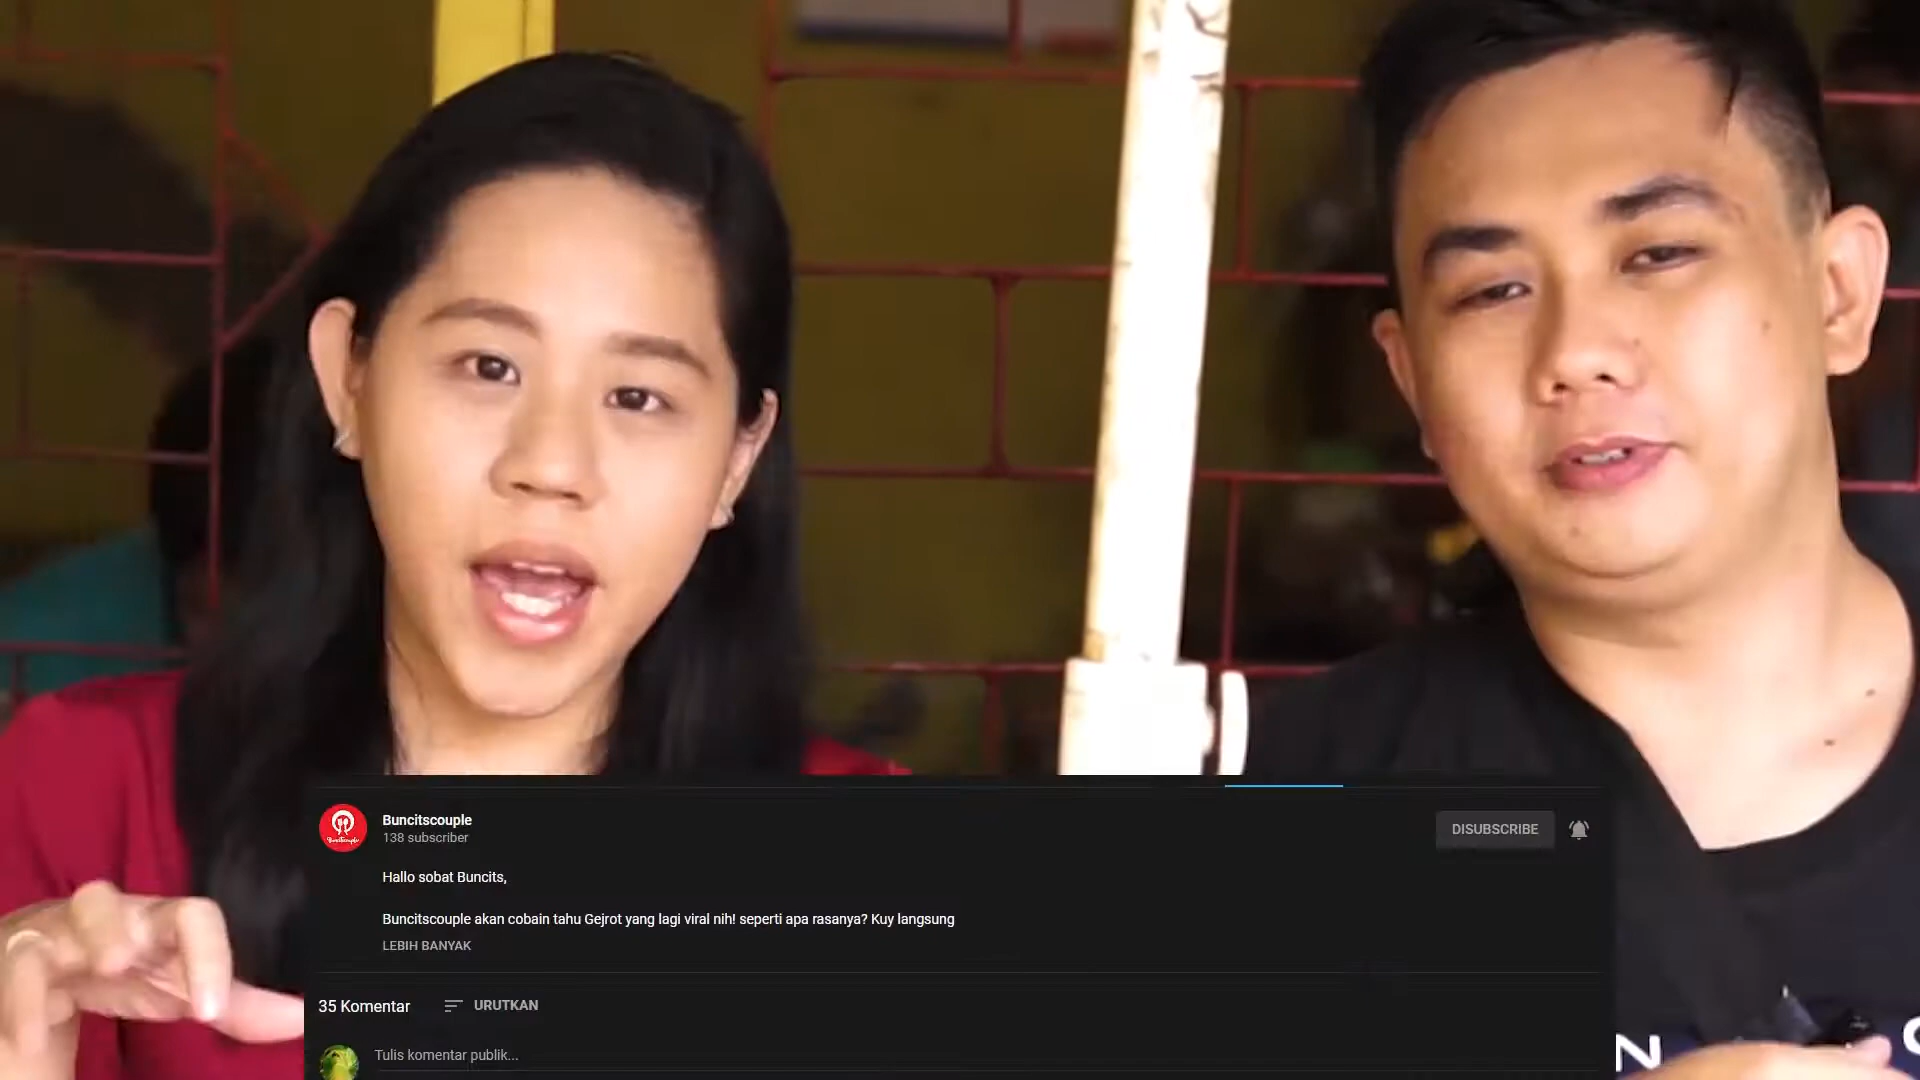 Buncitscouple
138 subscriber
DISUBSCRIBE
Hallo sobat Buncits,
Buncitscouple akan cobain tahu Gejrot yang lagi viral nih! seperti apa rasanya? Kuy langsung
LEBIH BANYAK
35 Komentar
URUTKAN
Tulis komentar publik...
N